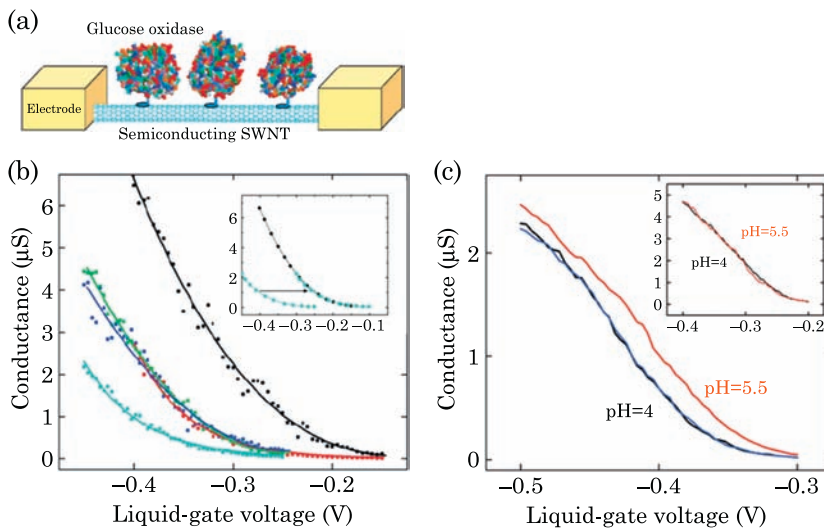 (a)
Glucose oxidase
Electrode
Semiconducting SWNT
(b)
Conductance (µS)
6
5
4
3
2
1
0
−0.4
−0.3
−0.2
Liquid-gate voltage (V)
6
4
2
0
−0.4
−0.3
−0.2
−0.1
(c)
Conductance (µS)
2
1
0
−0.5
−0.4
−0.3
Liquid-gate voltage (V)
pH=4
pH=5.5
5
4
3
2
1
0
−0.4
−0.3
−0.2
pH=5.5
pH=4